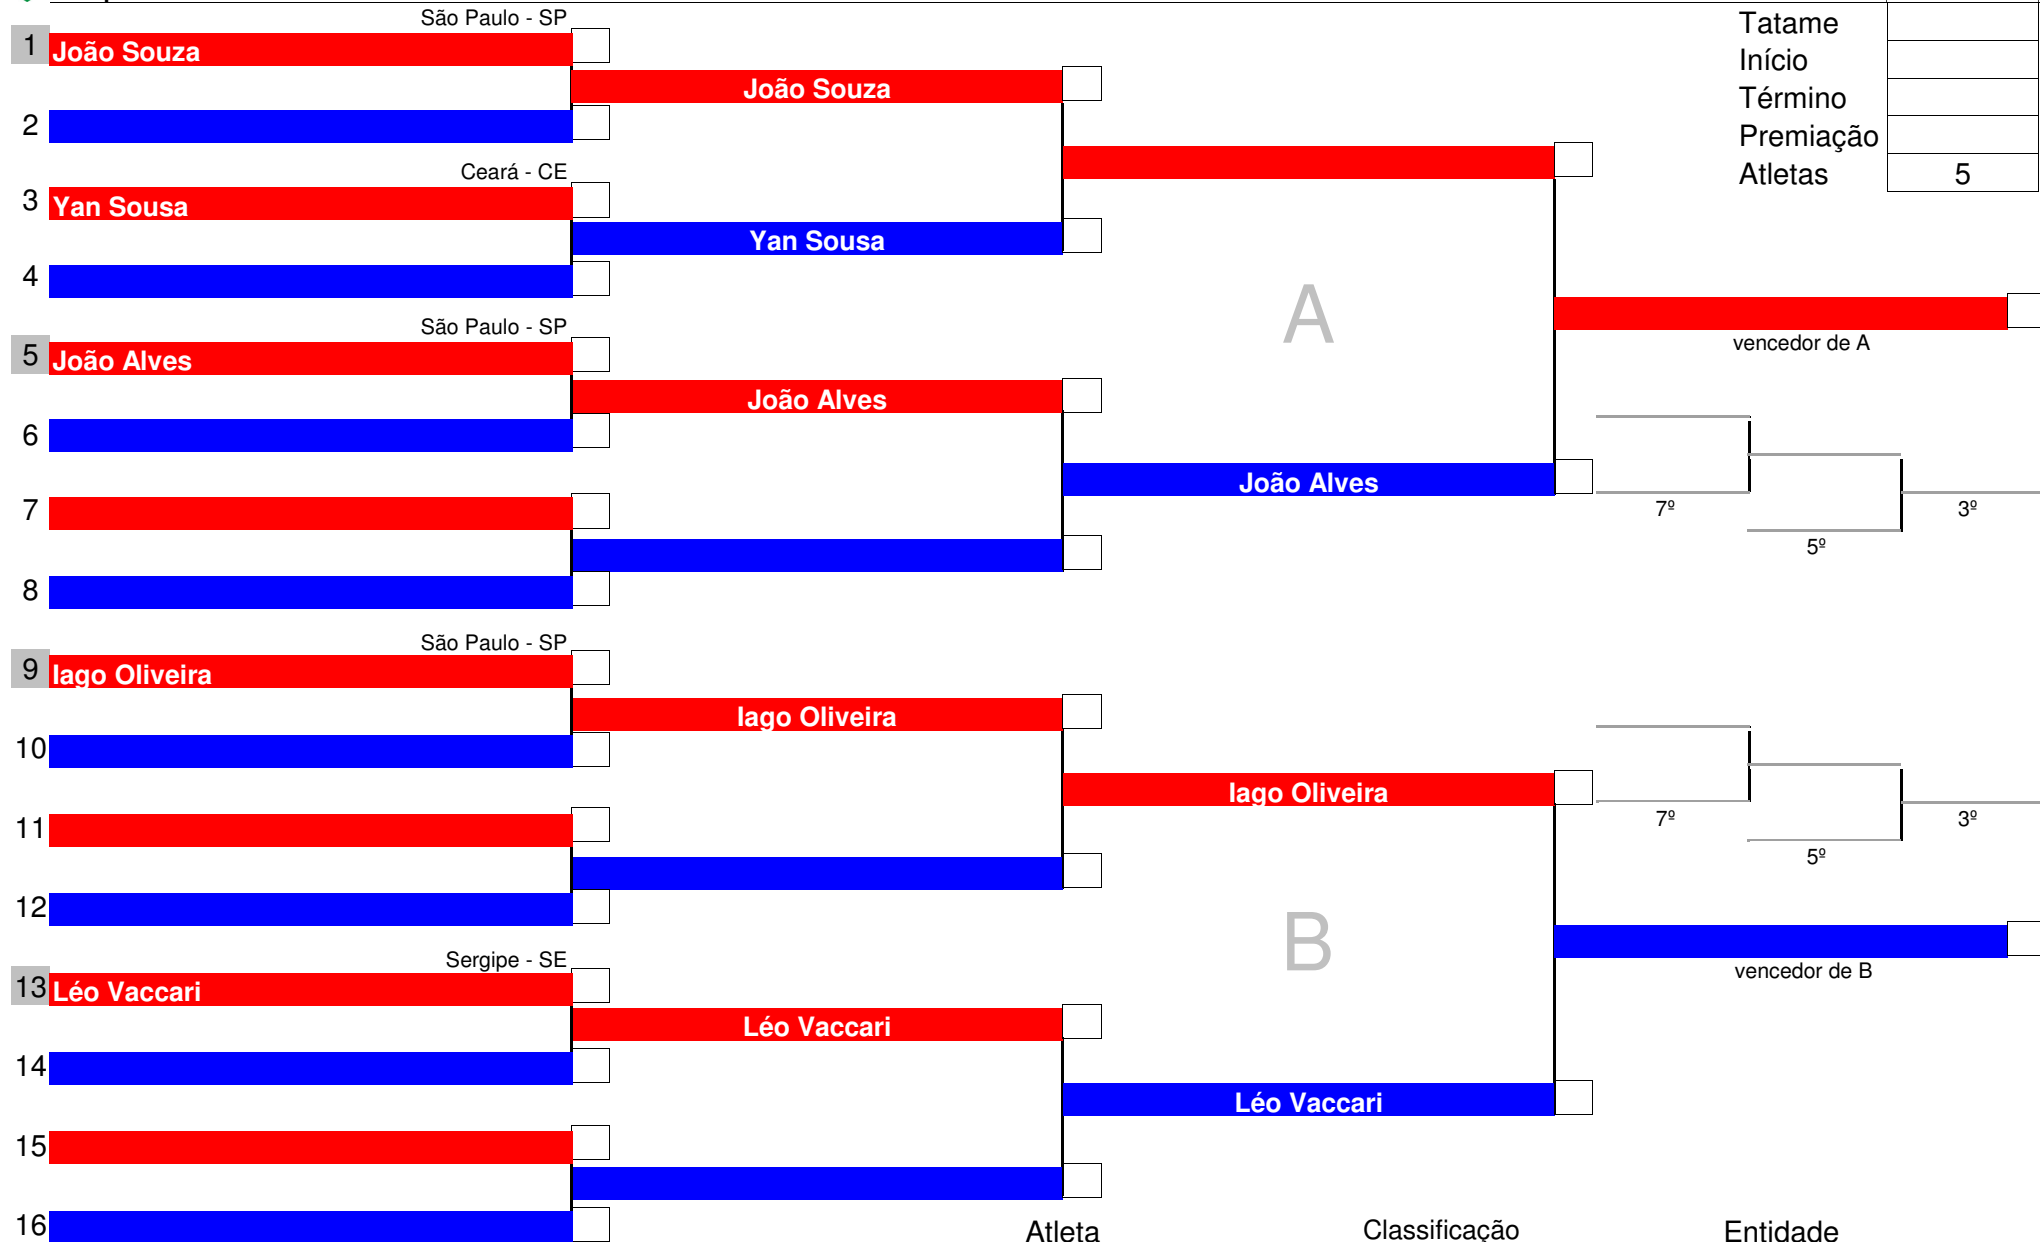 São Paulo - SP
Tatame
1 João Souza
Início
João Souza
Término
2
Premiação
Ceará - CE
Atletas 5
3 Yan Sousa
Yan Sousa
4
A
São Paulo - SP
vencedor de A
5 João Alves
João Alves
6
João Alves
7
7º 3º
5º
8
São Paulo - SP
9 Iago Oliveira
Iago Oliveira
10
Iago Oliveira
11
7º 3º
5º
12
B
Sergipe - SE
vencedor de B
13 Léo Vaccari
Léo Vaccari
14
Léo Vaccari
15
16
Atleta Classificação Entidade